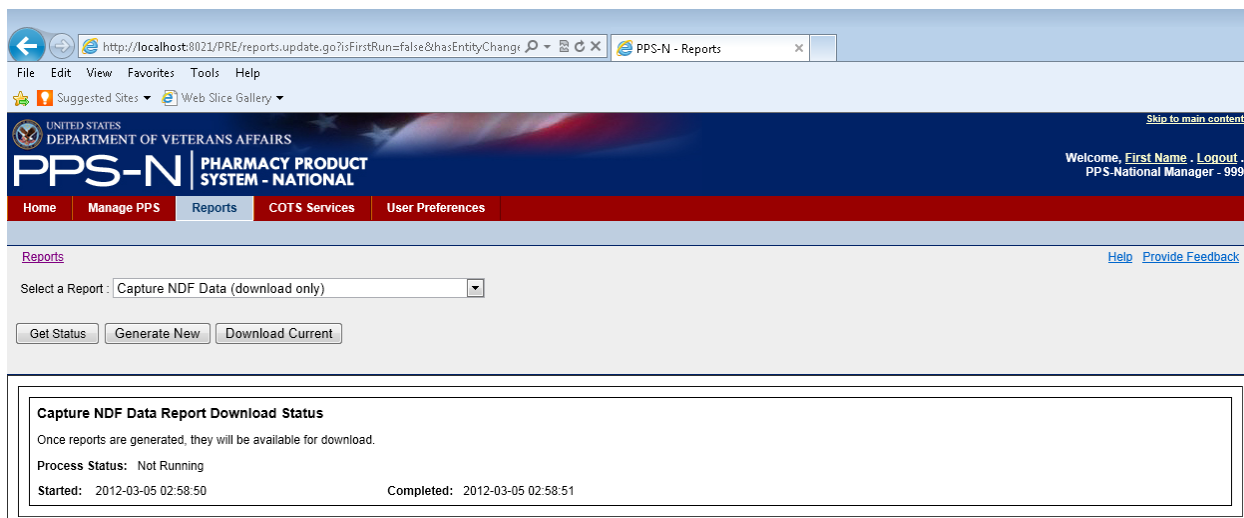 http://localhost:8021/PRE/reports.update.go?isFirstRun=false&hasEntityChange PPS-N - Reports
File Edit View Favorites Tools Help
Suggested Sites Web Slice Gallery
Skip to main content
UNITED STATES
DEPARTMENT OF VETERANS AFFAIRS
PPS-N PHARMACY PRODUCT
SYSTEM - NATIONAL
Welcome, First Name . Logout .
PPS-National Manager - 999
Home Manage PPS Reports COTS Services User Preferences
Reports Help Provide Feedback
Select a Report : Capture NDF Data (download only)
Get Status Generate New Download Current
Capture NDF Data Report Download Status
Once reports are generated, they will be available for download.
Process Status: Not Running
Started: 2012-03-05 02:58:50 Completed: 2012-03-05 02:58:51